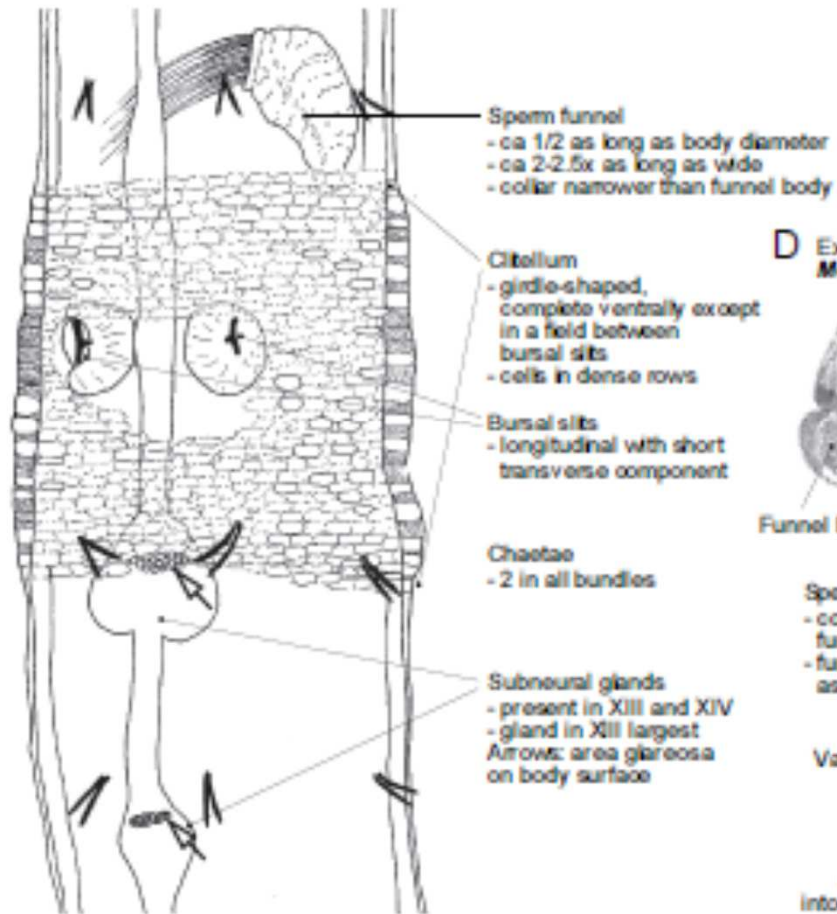 Sperm funnel
- ca 1/2 as long as body diameter
- ca 2-2.5x as long as wide
- collar narrower than funnel body
Clitellum
- girdle-shaped,
complete ventrally except
in a field between
bursal slits
- cells in dense rows
Bursal slits
- longitudinal with short
transverse component
Chaetae
- 2 in all bundles
Subneural glands
- present in XIII and XIV
- gland in XIII largest
Arrows: area glareosa
on body surface
D
Funnel
into